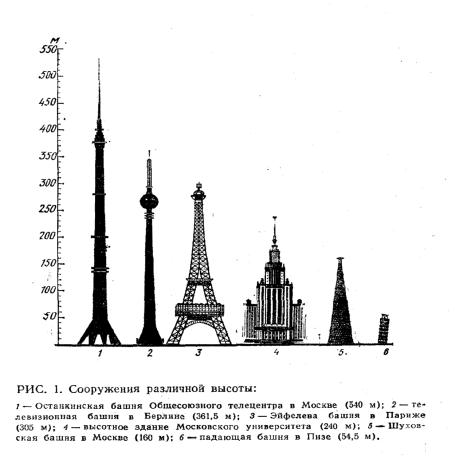 м
550
500
450
400
350
300
250
200
150
100
50
1 2 3 4 5. 6
РИС. 1. Сооружения различной высоты:
1 — Останкинская башня Общесоюзного телецентра в Москве (540 м); 2 — те-
левизионная башня в Берлине (361,5 м); 3 — Эйфелева башня в Париже
(305 м); 4 — высотное здание Московского университета (240 м); 5 — Шухов-
ская башня в Москве (160 м); 6 — падающая башня в Пизе (54,5 м).